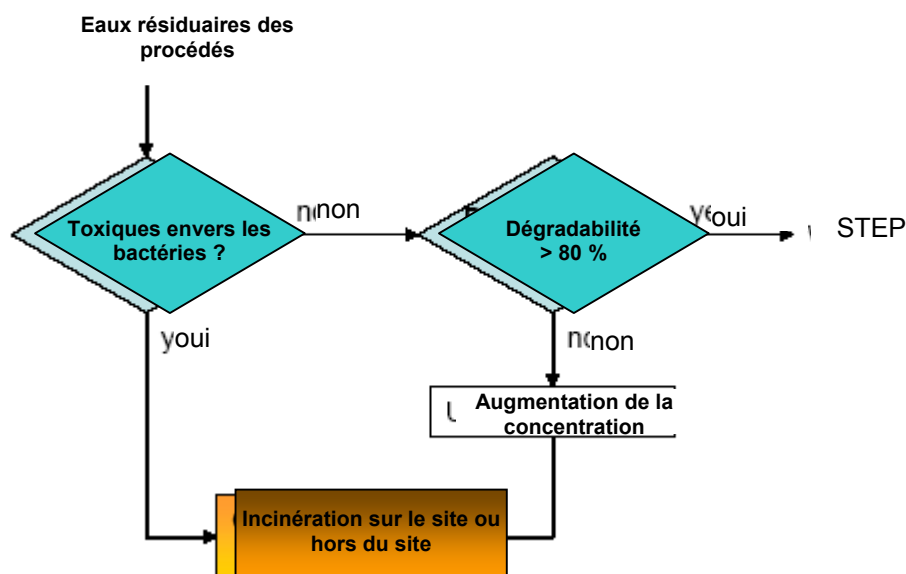 Eaux résiduaires des
procédés
Toxiques envers les
bactéries ?
non
Dégradabilité
> 80 %
oui
STEP
oui
non
Augmentation de la
concentration
Incinération sur le site ou
hors du site